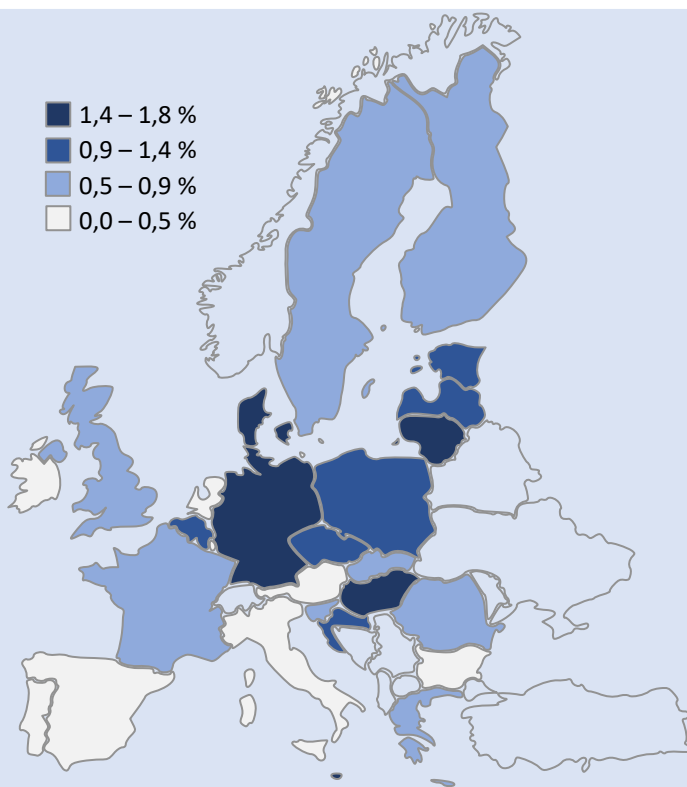 1,4 – 1,8 %
0,9 – 1,4 %
0,5 – 0,9 %
0,0 – 0,5 %